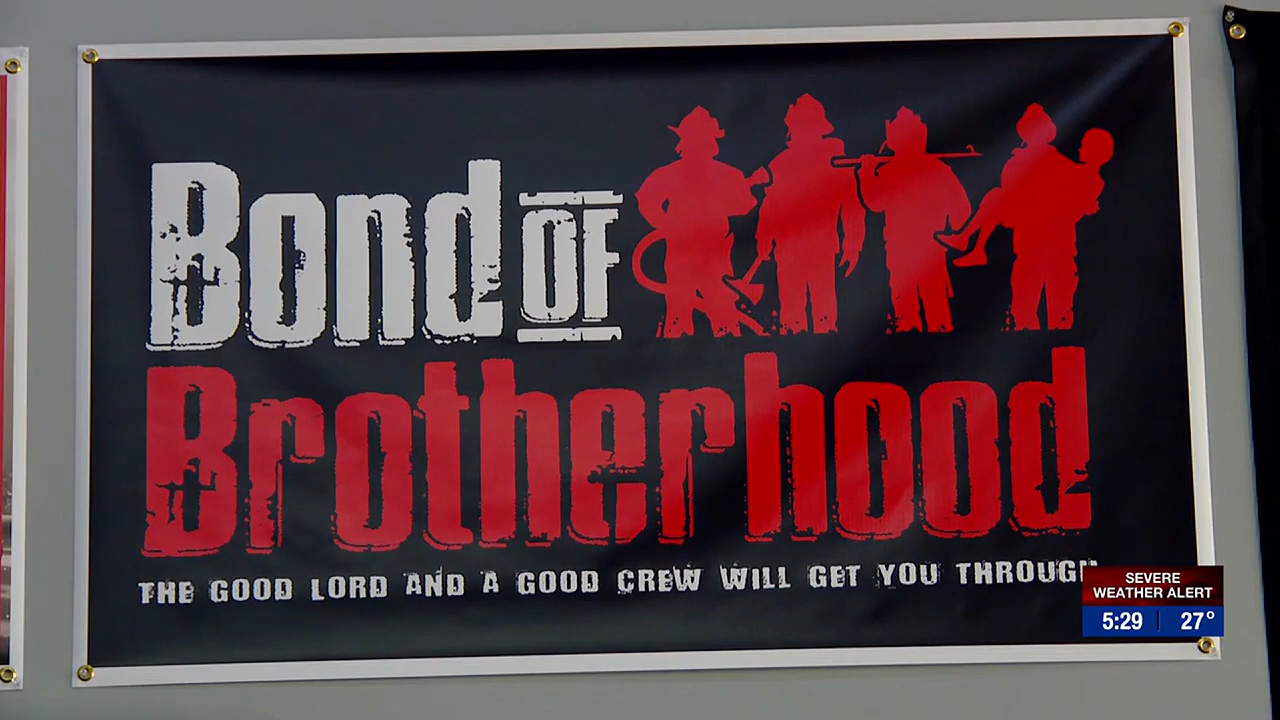 Bond OF
Brotherhood
THE GOOD LORD AND A GOOD CREW WILL GET YOU THROUGH
SEVERE
WEATHER ALERT
5:29 27°